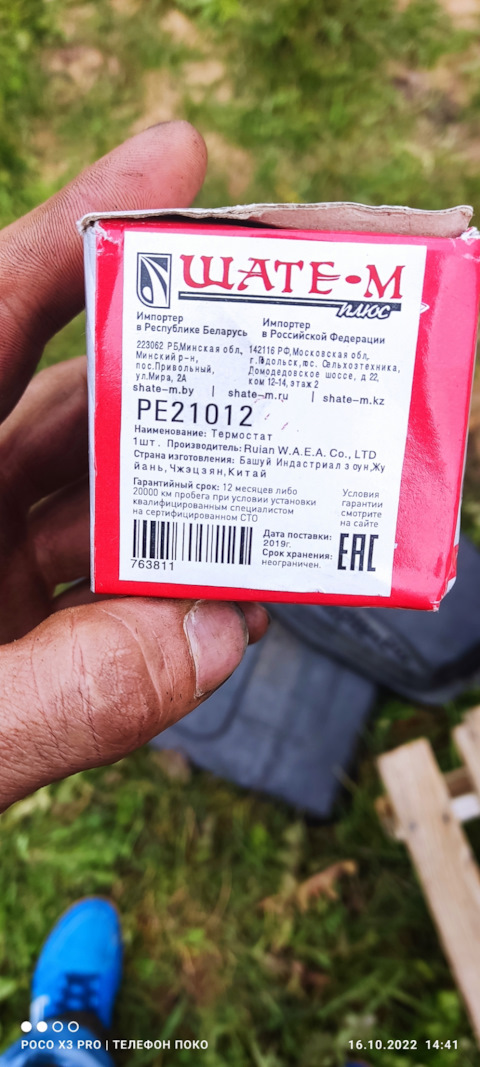 ШАТЕ-М
плюс
Импортер
в Республике Беларусь
Импортер
в Российской Федерации
223062 РБ, Минская обл,
Минский р-н,
пос.Привольный,
ул.Мира, 2А
142116 РФ, Московская обл,
г.Подольск, пос. Сельхозтехника,
Домодедовское шоссе, д 22,
ком 12-14, этаж 2
shate-m.by | shate-m.ru | shate-m.kz
PE21012
Наименование: Термостат
1шт. Производитель: Ruian W.A.E.A. Co., LTD
Страна изготовления: Башуй Индастриал зоун, Жу
йань, Чжэцзян, Китай
Гарантийный срок: 12 месяцев либо
20000 км пробега при условии установки
квалифицированным специалистом
на сертифицированном СТО
Условия
гарантии
смотрите
на сайте
763811
Дата поставки:
2019г.
Срок хранения:
неограничен.
EAC
POCO X3 PRO | ТЕЛЕФОН ПОКО
16.10.2022 14:41